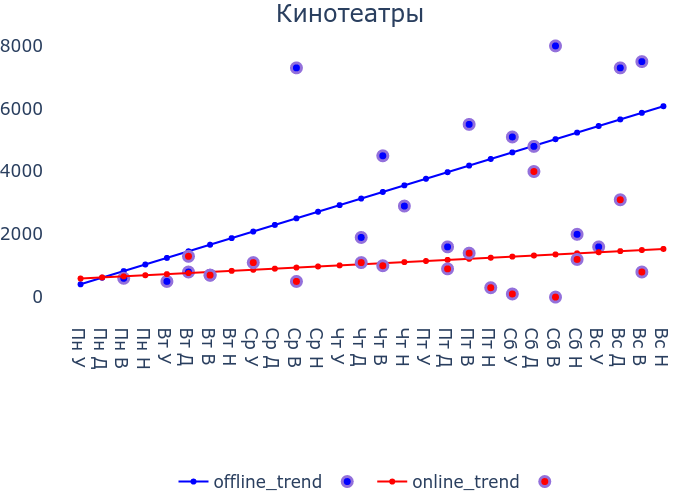 Кинотеатры
8000
6000
4000
2000
0
Пн У
Пн Д
Пн В
Пн Н
Вт У
Вт Д
Вт В
Вт Н
Ср У
Ср Д
Ср В
Ср Н
Чт У
Чт Д
Чт В
Чт Н
Пт У
Пт Д
Пт В
Пт Н
Сб У
Сб Д
Сб В
Сб Н
Вс У
Вс Д
Вс В
Вс Н
offline_trend
online_trend